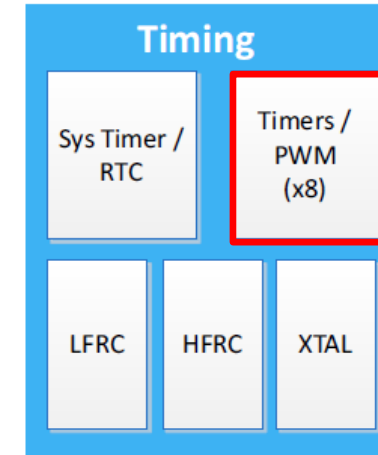 Timing
Sys Timer /
RTC
Timers /
PWM
(x8)
LFRC
HFRC
XTAL